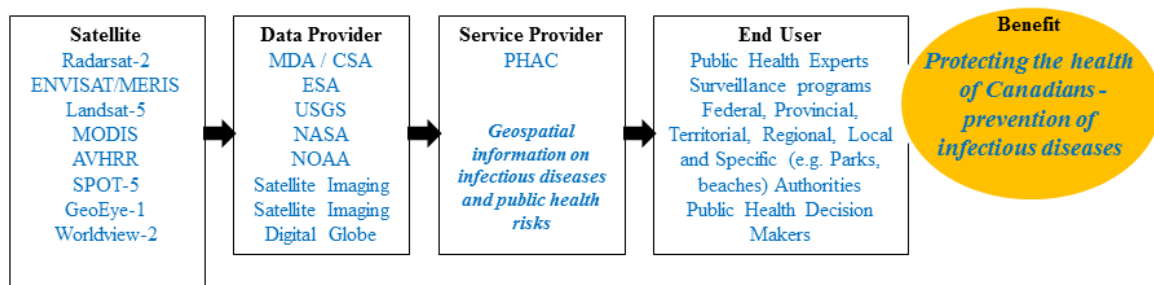 Satellite
Radarsat-2
ENVISAT/MERIS
Landsat-5
MODIS
AVHRR
SPOT-5
GeoEye-1
Worldview-2
Data Provider
MDA / CSA
ESA
USGS
NASA
NOAA
Satellite Imaging
Satellite Imaging
Digital Globe
Service Provider
PHAC
Geospatial
information on
infectious diseases
and public health
risks
End User
Public Health Experts
Surveillance programs
Federal, Provincial,
Territorial, Regional, Local
and Specific (e.g. Parks,
beaches) Authorities
Public Health Decision
Makers
Benefit
Protecting the health
of Canadians -
prevention of
infectious diseases